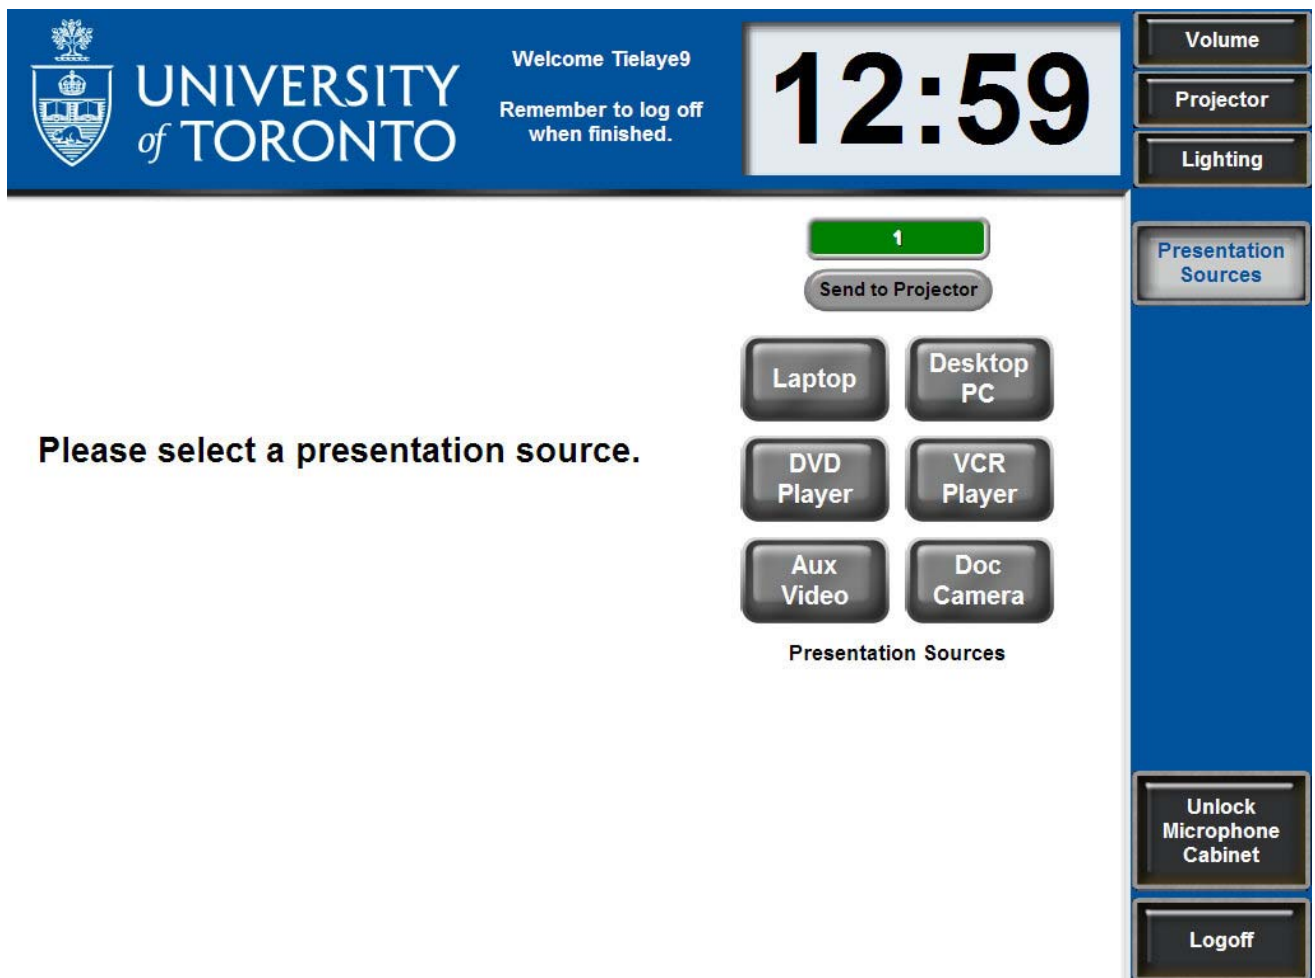 UNIVERSITY
of TORONTO
Welcome Tielaye9
Remember to log off
when finished.
12:59
Volume
Projector
Lighting
Presentation
Sources
1
Send to Projector
Laptop
Desktop
PC
Please select a presentation source.
DVD
Player
VCR
Player
Aux
Video
Doc
Camera
Presentation Sources
Unlock
Microphone
Cabinet
Logoff